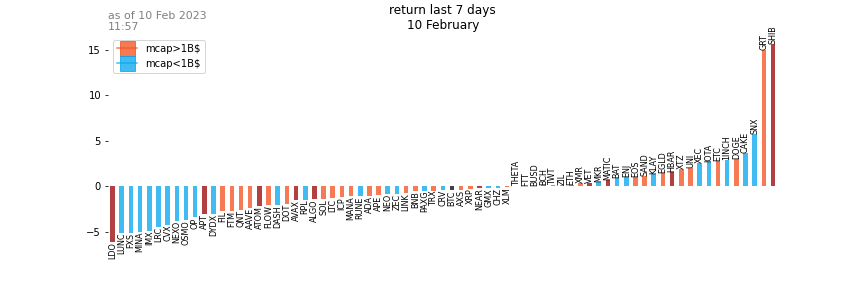 as of 10 Feb 2023
11:57
return last 7 days
10 February
mcap>1B$
mcap<1B$
15
10
5
0
−5
LDO
LUNC
FXS
MINA
IMX
LRC
CVX
NEXO
OSMO
OP
APT
DYDX
FIL
FTM
QNT
AAVE
ATOM
FLOW
DASH
DOT
AVAX
RPL
ALGO
SOL
LTC
ICP
MANA
RUNE
ADA
APE
NEO
ZEC
LINK
BNB
PAXG
TRX
CRV
BTC
AXS
XRP
NEAR
GMX
CHZ
XLM
THETA
FTT
BUSD
BCH
TWT
ZIL
ETH
XMR
VET
MKR
MATIC
BAT
ENJ
EOS
SAND
KLAY
EGLD
HBAR
XTZ
UNI
XEC
IOTA
ETC
1INCH
DOGE
CAKE
SNX
GRT
SHIB